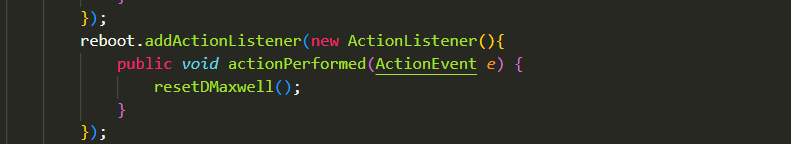 });
reboot.addActionListener(new ActionListener(){
public void actionPerformed(ActionEvent e) {
resetDMaxwell();
}
});